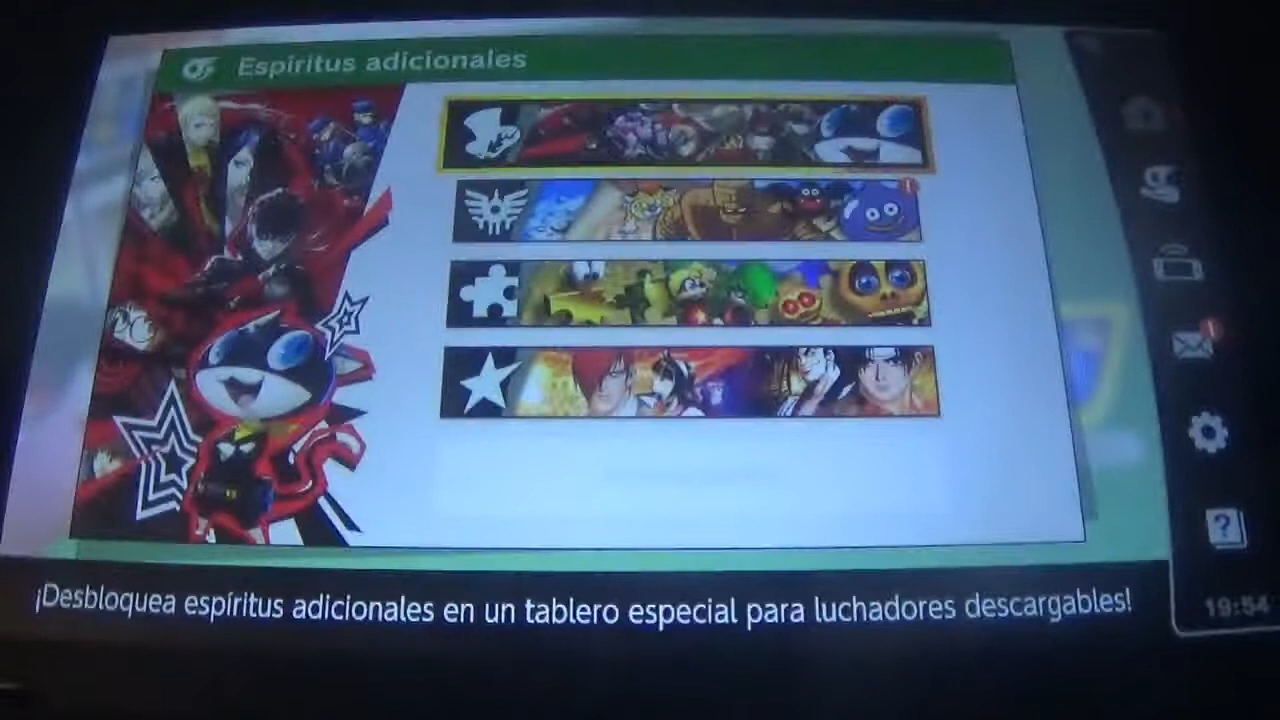 Espíritus adicionales
¡Desbloquea espíritus adicionales en un tablero especial para luchadores descargables!
19:54